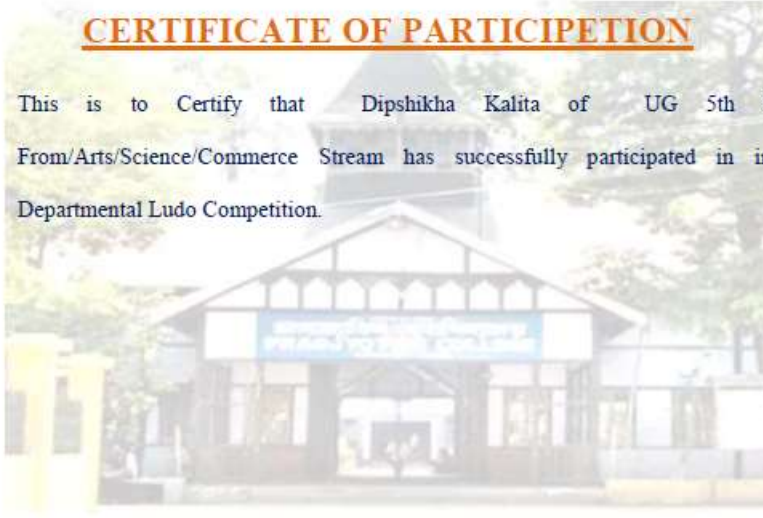 CERTIFICATE OF PARTICIPETION
This is to Certify that Dipshikha Kalita of UG 5th
From/Arts/Science/Commerce Stream has successfully participated in
Departmental Ludo Competition.
COLLEGE